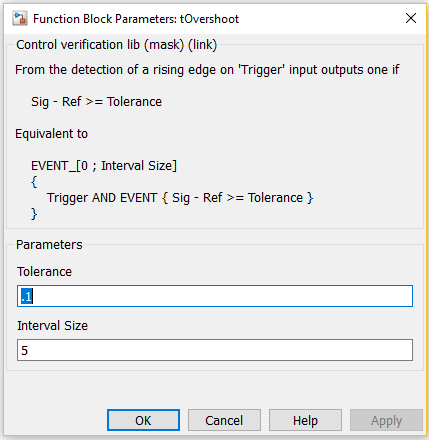 Function Block Parameters: tOvershoot
Control verification lib (mask) (link)
From the detection of a rising edge on 'Trigger' input outputs one if
Sig - Ref >= Tolerance
Equivalent to
EVENT_[0 ; Interval Size]
{
Trigger AND EVENT { Sig - Ref >= Tolerance }
}
Parameters
Tolerance
.1
Interval Size
5
OK Cancel Help Apply